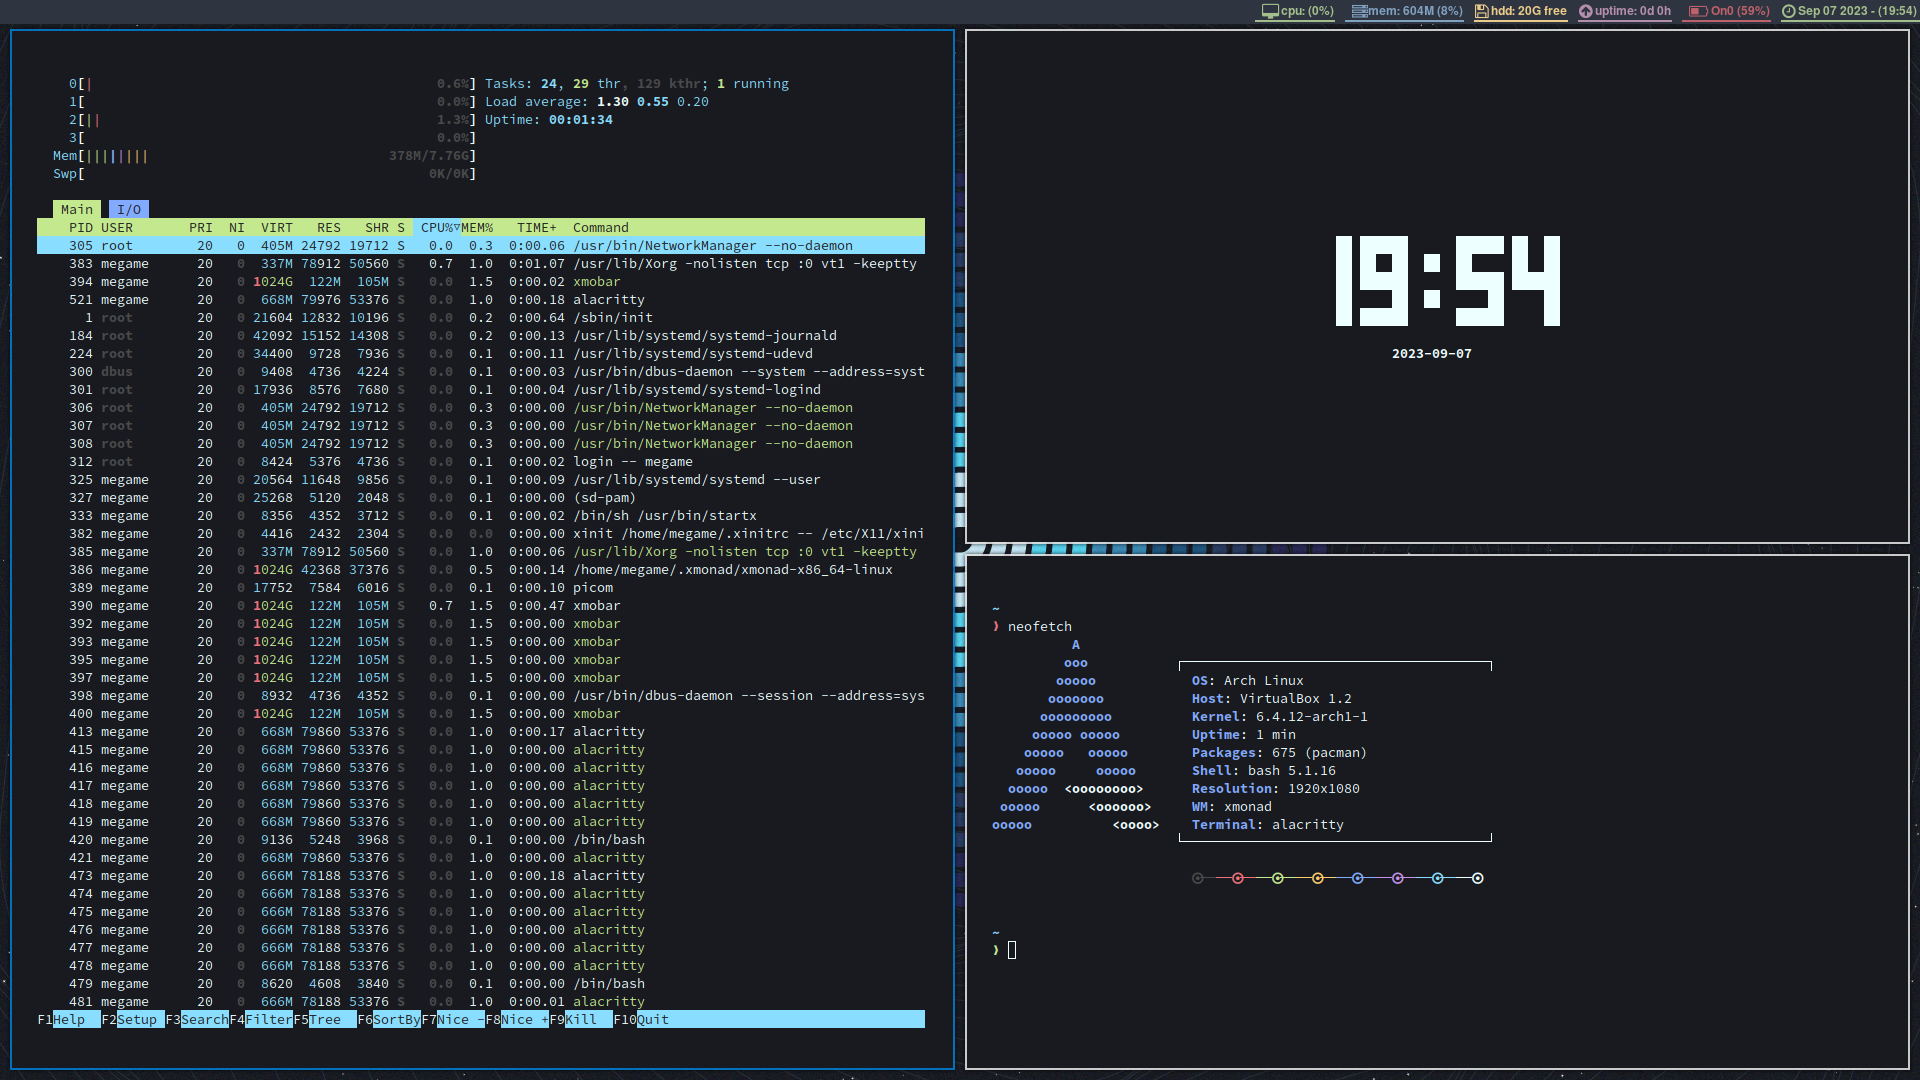 cpu: (0%) mem: 604M (8%) hdd: 20G free uptime: 0d 0h On0 (59%) Sep 07 2023 - (19:54)
0[| 0.6%] Tasks: 24, 29 thr, 129 kthr; 1 running
1[ 0.0%] Load average: 1.30 0.55 0.20
2[|| 1.3%] Uptime: 00:01:34
3[ 0.0%]
Mem[|||||||| 378M/7.76G]
Swp[ 0K/0K]
Main I/O
PID USER PRI NI VIRT RES SHR S CPU%▽MEM% TIME+ Command
305 root 20 0 405M 24792 19712 S 0.0 0.3 0:00.06 /usr/bin/NetworkManager --no-daemon
383 megame 20 0 337M 78912 50560 S 0.7 1.0 0:01.07 /usr/lib/Xorg -nolisten tcp :0 vt1 -keeptty
394 megame 20 0 1024G 122M 105M S 0.0 1.5 0:00.02 xmobar
521 megame 20 0 668M 79976 53376 S 0.0 1.0 0:00.18 alacritty
1 root 20 0 21604 12832 10196 S 0.0 0.2 0:00.64 /sbin/init
184 root 20 0 42092 15152 14308 S 0.0 0.2 0:00.13 /usr/lib/systemd/systemd-journald
224 root 20 0 34400 9728 7936 S 0.0 0.1 0:00.11 /usr/lib/systemd/systemd-udevd
300 dbus 20 0 9408 4736 4224 S 0.0 0.1 0:00.03 /usr/bin/dbus-daemon --system --address=syst
301 root 20 0 17936 8576 7680 S 0.0 0.1 0:00.04 /usr/lib/systemd/systemd-logind
306 root 20 0 405M 24792 19712 S 0.0 0.3 0:00.00 /usr/bin/NetworkManager --no-daemon
307 root 20 0 405M 24792 19712 S 0.0 0.3 0:00.00 /usr/bin/NetworkManager --no-daemon
308 root 20 0 405M 24792 19712 S 0.0 0.3 0:00.00 /usr/bin/NetworkManager --no-daemon
312 root 20 0 8424 5376 4736 S 0.0 0.1 0:00.02 login -- megame
325 megame 20 0 20564 11648 9856 S 0.0 0.1 0:00.09 /usr/lib/systemd/systemd --user
327 megame 20 0 25268 5120 2048 S 0.0 0.1 0:00.00 (sd-pam)
333 megame 20 0 8356 4352 3712 S 0.0 0.1 0:00.02 /bin/sh /usr/bin/startx
382 megame 20 0 4416 2432 2304 S 0.0 0.0 0:00.00 xinit /home/megame/.xinitrc -- /etc/X11/xini
385 megame 20 0 337M 78912 50560 S 0.0 1.0 0:00.06 /usr/lib/Xorg -nolisten tcp :0 vt1 -keeptty
386 megame 20 0 1024G 42368 37376 S 0.0 0.5 0:00.14 /home/megame/.xmonad/xmonad-x86_64-linux
389 megame 20 0 17752 7584 6016 S 0.0 0.1 0:00.10 picom
390 megame 20 0 1024G 122M 105M S 0.7 1.5 0:00.47 xmobar
392 megame 20 0 1024G 122M 105M S 0.0 1.5 0:00.00 xmobar
393 megame 20 0 1024G 122M 105M S 0.0 1.5 0:00.00 xmobar
395 megame 20 0 1024G 122M 105M S 0.0 1.5 0:00.00 xmobar
397 megame 20 0 1024G 122M 105M S 0.0 1.5 0:00.00 xmobar
398 megame 20 0 8932 4736 4352 S 0.0 0.1 0:00.00 /usr/bin/dbus-daemon --session --address=sys
400 megame 20 0 1024G 122M 105M S 0.0 1.5 0:00.00 xmobar
413 megame 20 0 668M 79860 53376 S 0.0 1.0 0:00.17 alacritty
415 megame 20 0 668M 79860 53376 S 0.0 1.0 0:00.00 alacritty
416 megame 20 0 668M 79860 53376 S 0.0 1.0 0:00.00 alacritty
417 megame 20 0 668M 79860 53376 S 0.0 1.0 0:00.00 alacritty
418 megame 20 0 668M 79860 53376 S 0.0 1.0 0:00.00 alacritty
419 megame 20 0 668M 79860 53376 S 0.0 1.0 0:00.00 alacritty
420 megame 20 0 9136 5248 3968 S 0.0 0.1 0:00.00 /bin/bash
421 megame 20 0 668M 79860 53376 S 0.0 1.0 0:00.00 alacritty
473 megame 20 0 666M 78188 53376 S 0.0 1.0 0:00.18 alacritty
474 megame 20 0 666M 78188 53376 S 0.0 1.0 0:00.00 alacritty
475 megame 20 0 666M 78188 53376 S 0.0 1.0 0:00.00 alacritty
476 megame 20 0 666M 78188 53376 S 0.0 1.0 0:00.00 alacritty
477 megame 20 0 666M 78188 53376 S 0.0 1.0 0:00.00 alacritty
478 megame 20 0 666M 78188 53376 S 0.0 1.0 0:00.00 alacritty
479 megame 20 0 8620 4608 3840 S 0.0 0.1 0:00.00 /bin/bash
481 megame 20 0 666M 78188 53376 S 0.0 1.0 0:00.01 alacritty
F1Help F2Setup F3SearchF4FilterF5Tree F6SortByF7Nice -F8Nice +F9Kill F10Quit
19:54
2023-09-07
~
❯ neofetch
A
ooo
ooooo
ooooooo
ooooooooo
ooooo ooooo
ooooo ooooo
ooooo ooooo
ooooo <oooooooo>
ooooo <oooooo>
ooooo <oooo>
OS: Arch Linux
Host: VirtualBox 1.2
Kernel: 6.4.12-arch1-1
Uptime: 1 min
Packages: 675 (pacman)
Shell: bash 5.1.16
Resolution: 1920x1080
WM: xmonad
Terminal: alacritty
~
❯